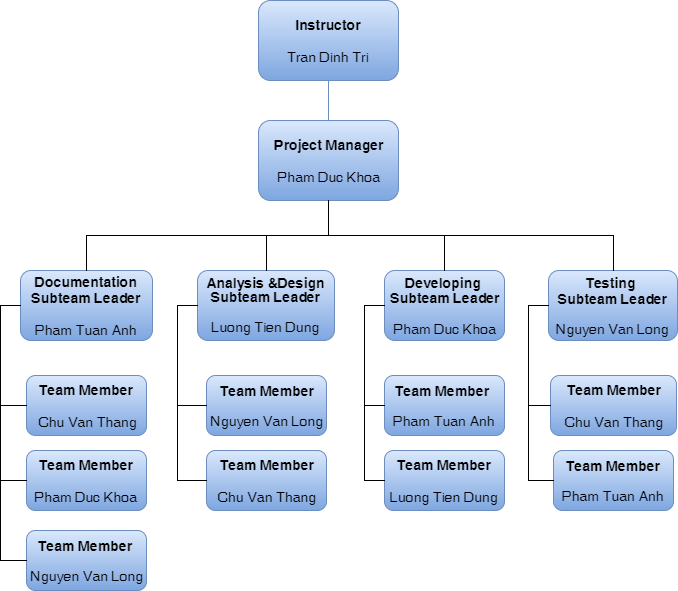 Instructor
Tran Dinh Tri
Project Manager
Pham Duc Khoa
Documentation
Subteam Leader
Pham Tuan Anh
Analysis &Design
Subteam Leader
Luong Tien Dung
Developing
Subteam Leader
Pham Duc Khoa
Testing
Subteam Leader
Nguyen Van Long
Team Member
Chu Van Thang
Team Member
Nguyen Van Long
Team Member
Pham Tuan Anh
Team Member
Chu Van Thang
Team Member
Pham Duc Khoa
Team Member
Chu Van Thang
Team Member
Luong Tien Dung
Team Member
Pham Tuan Anh
Team Member
Nguyen Van Long